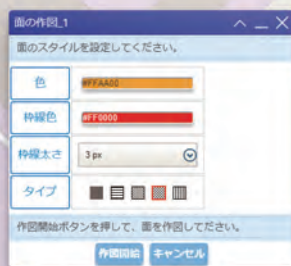 面の作図_1
面のスタイルを設定してください。
色 #FFAA00
枠線色 #FF0000
枠線太さ 3 px
タイプ
作図開始ボタンを押して、面を作図してださい。
作図開始 キャンセル